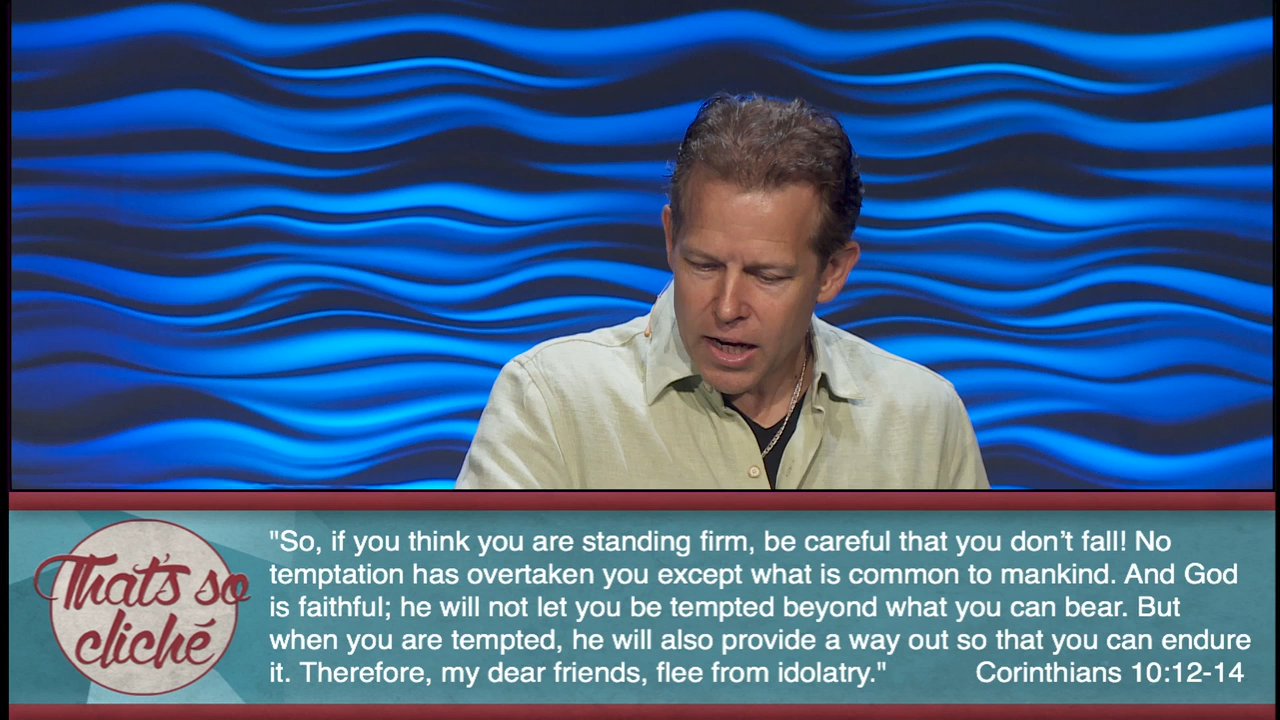 That's so
cliché
"So, if you think you are standing firm, be careful that you don’t fall! No
temptation has overtaken you except what is common to mankind. And God
is faithful; he will not let you be tempted beyond what you can bear. But
when you are tempted, he will also provide a way out so that you can endure
it. Therefore, my dear friends, flee from idolatry." Corinthians 10:12-14